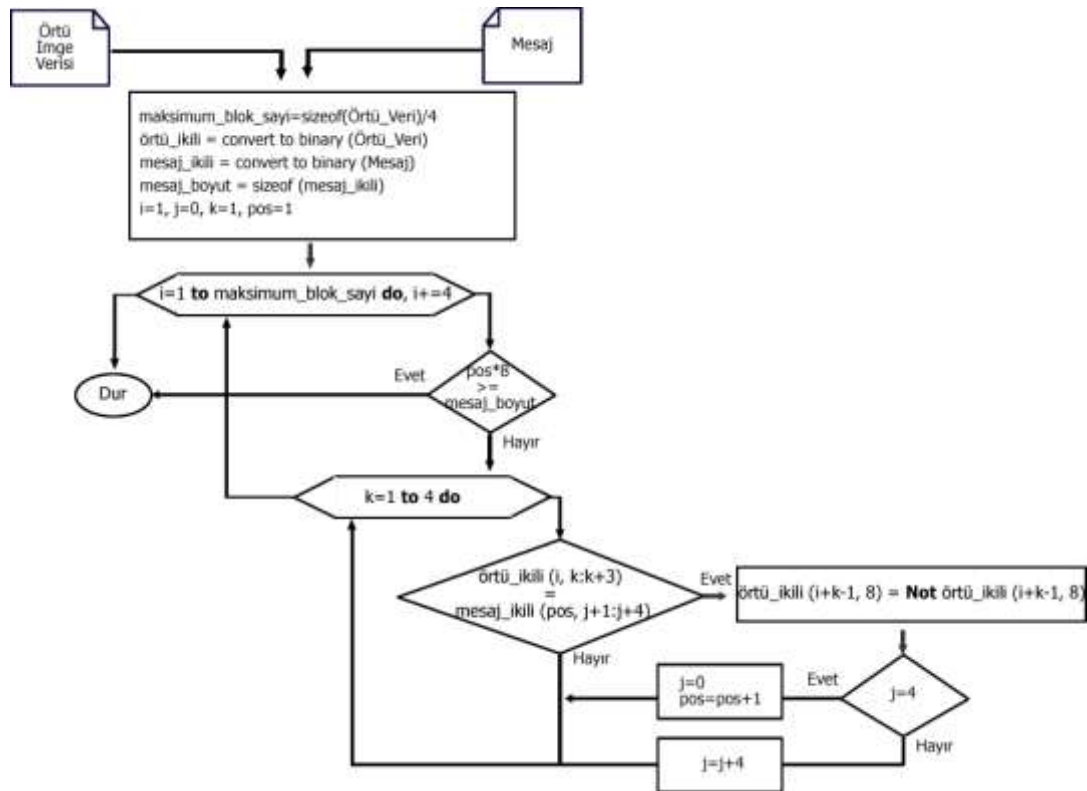 Örtü
İmge
Verisi
Mesaj
maksimum_blok_sayi=sizeof(Örtü_Veri)/4
örtü_ikili = convert to binary (Örtü_Veri)
mesaj_ikili = convert to binary (Mesaj)
mesaj_boyut = sizeof (mesaj_ikili)
i=1, j=0, k=1, pos=1
i=1 to maksimum_blok_sayi do, i+=4
Evet
pos*8
>=
mesaj_boyut
Dur
Hayır
k=1 to 4 do
örtü_ikili (i, k:k+3)
=
mesaj_ikili (pos, j+1:j+4)
Evet
örtü_ikili (i+k-1, 8) = Not örtü_ikili (i+k-1, 8)
Hayır
j=0
pos=pos+1
Evet
j=4
Hayır
j=j+4